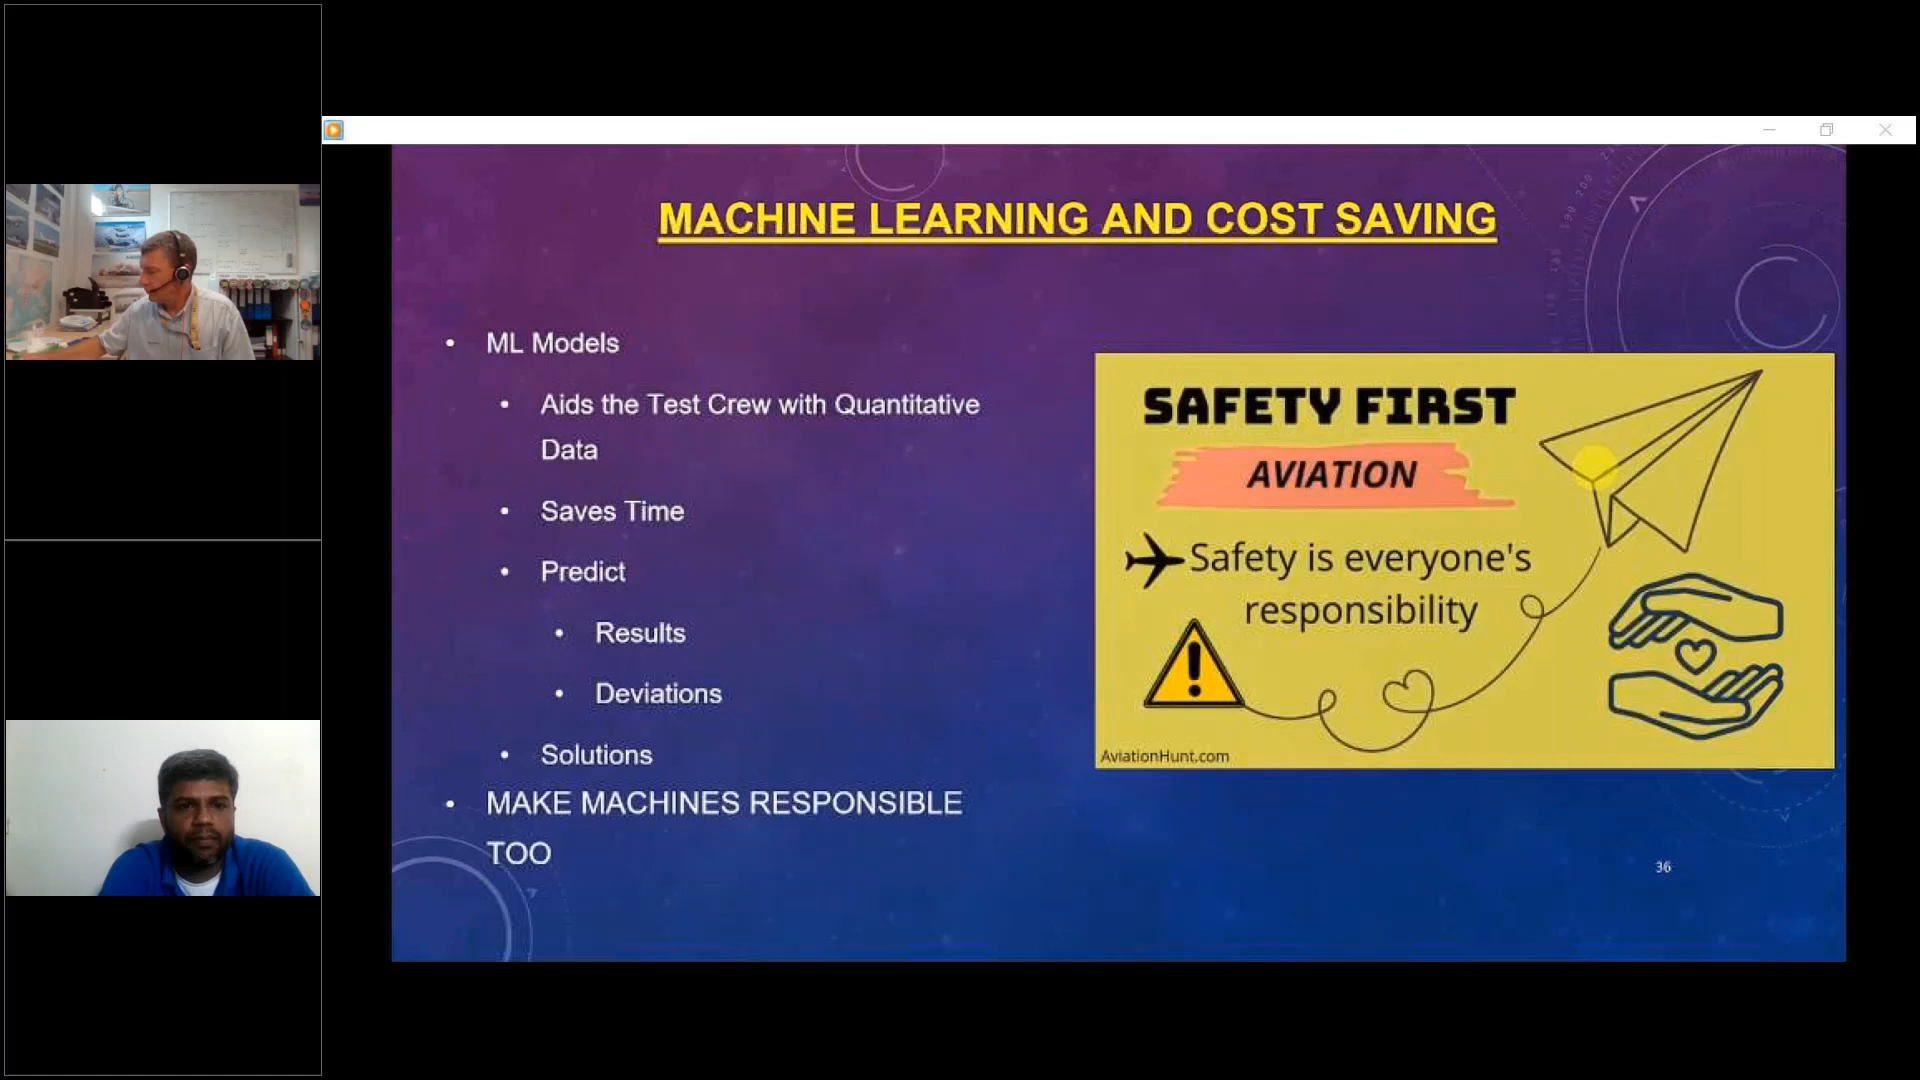 MACHINE LEARNING AND COST SAVING
• ML Models
• Aids the Test Crew with Quantitative
Data
• Saves Time
• Predict
• Results
• Deviations
• Solutions
• MAKE MACHINES RESPONSIBLE
TOO
SAFETY FIRST
AVIATION
Safety is everyone's
responsibility
AviationHunt.com
36